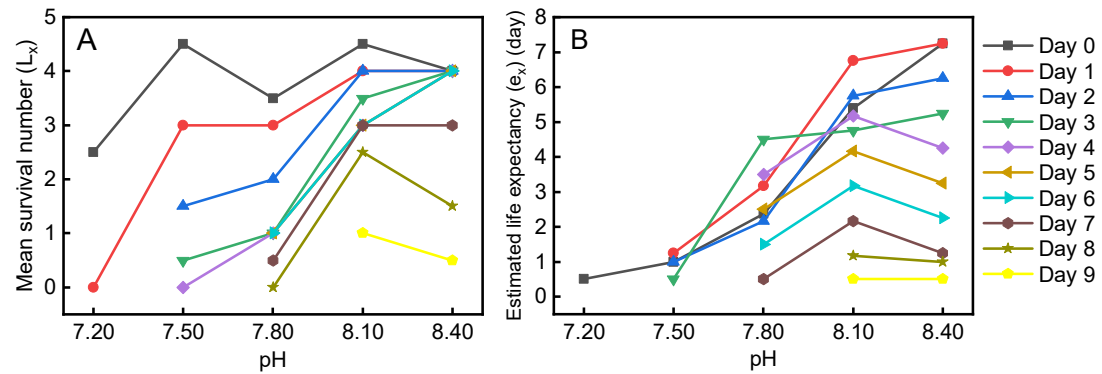 A
Mean survival number (Lₓ)
5
4
3
2
1
0
7.20 7.50 7.80 8.10 8.40
pH
B
Estimated life expectancy (eₓ) (day)
8
7
6
5
4
3
2
1
0
7.20 7.50 7.80 8.10 8.40
pH
Day 0
Day 1
Day 2
Day 3
Day 4
Day 5
Day 6
Day 7
Day 8
Day 9